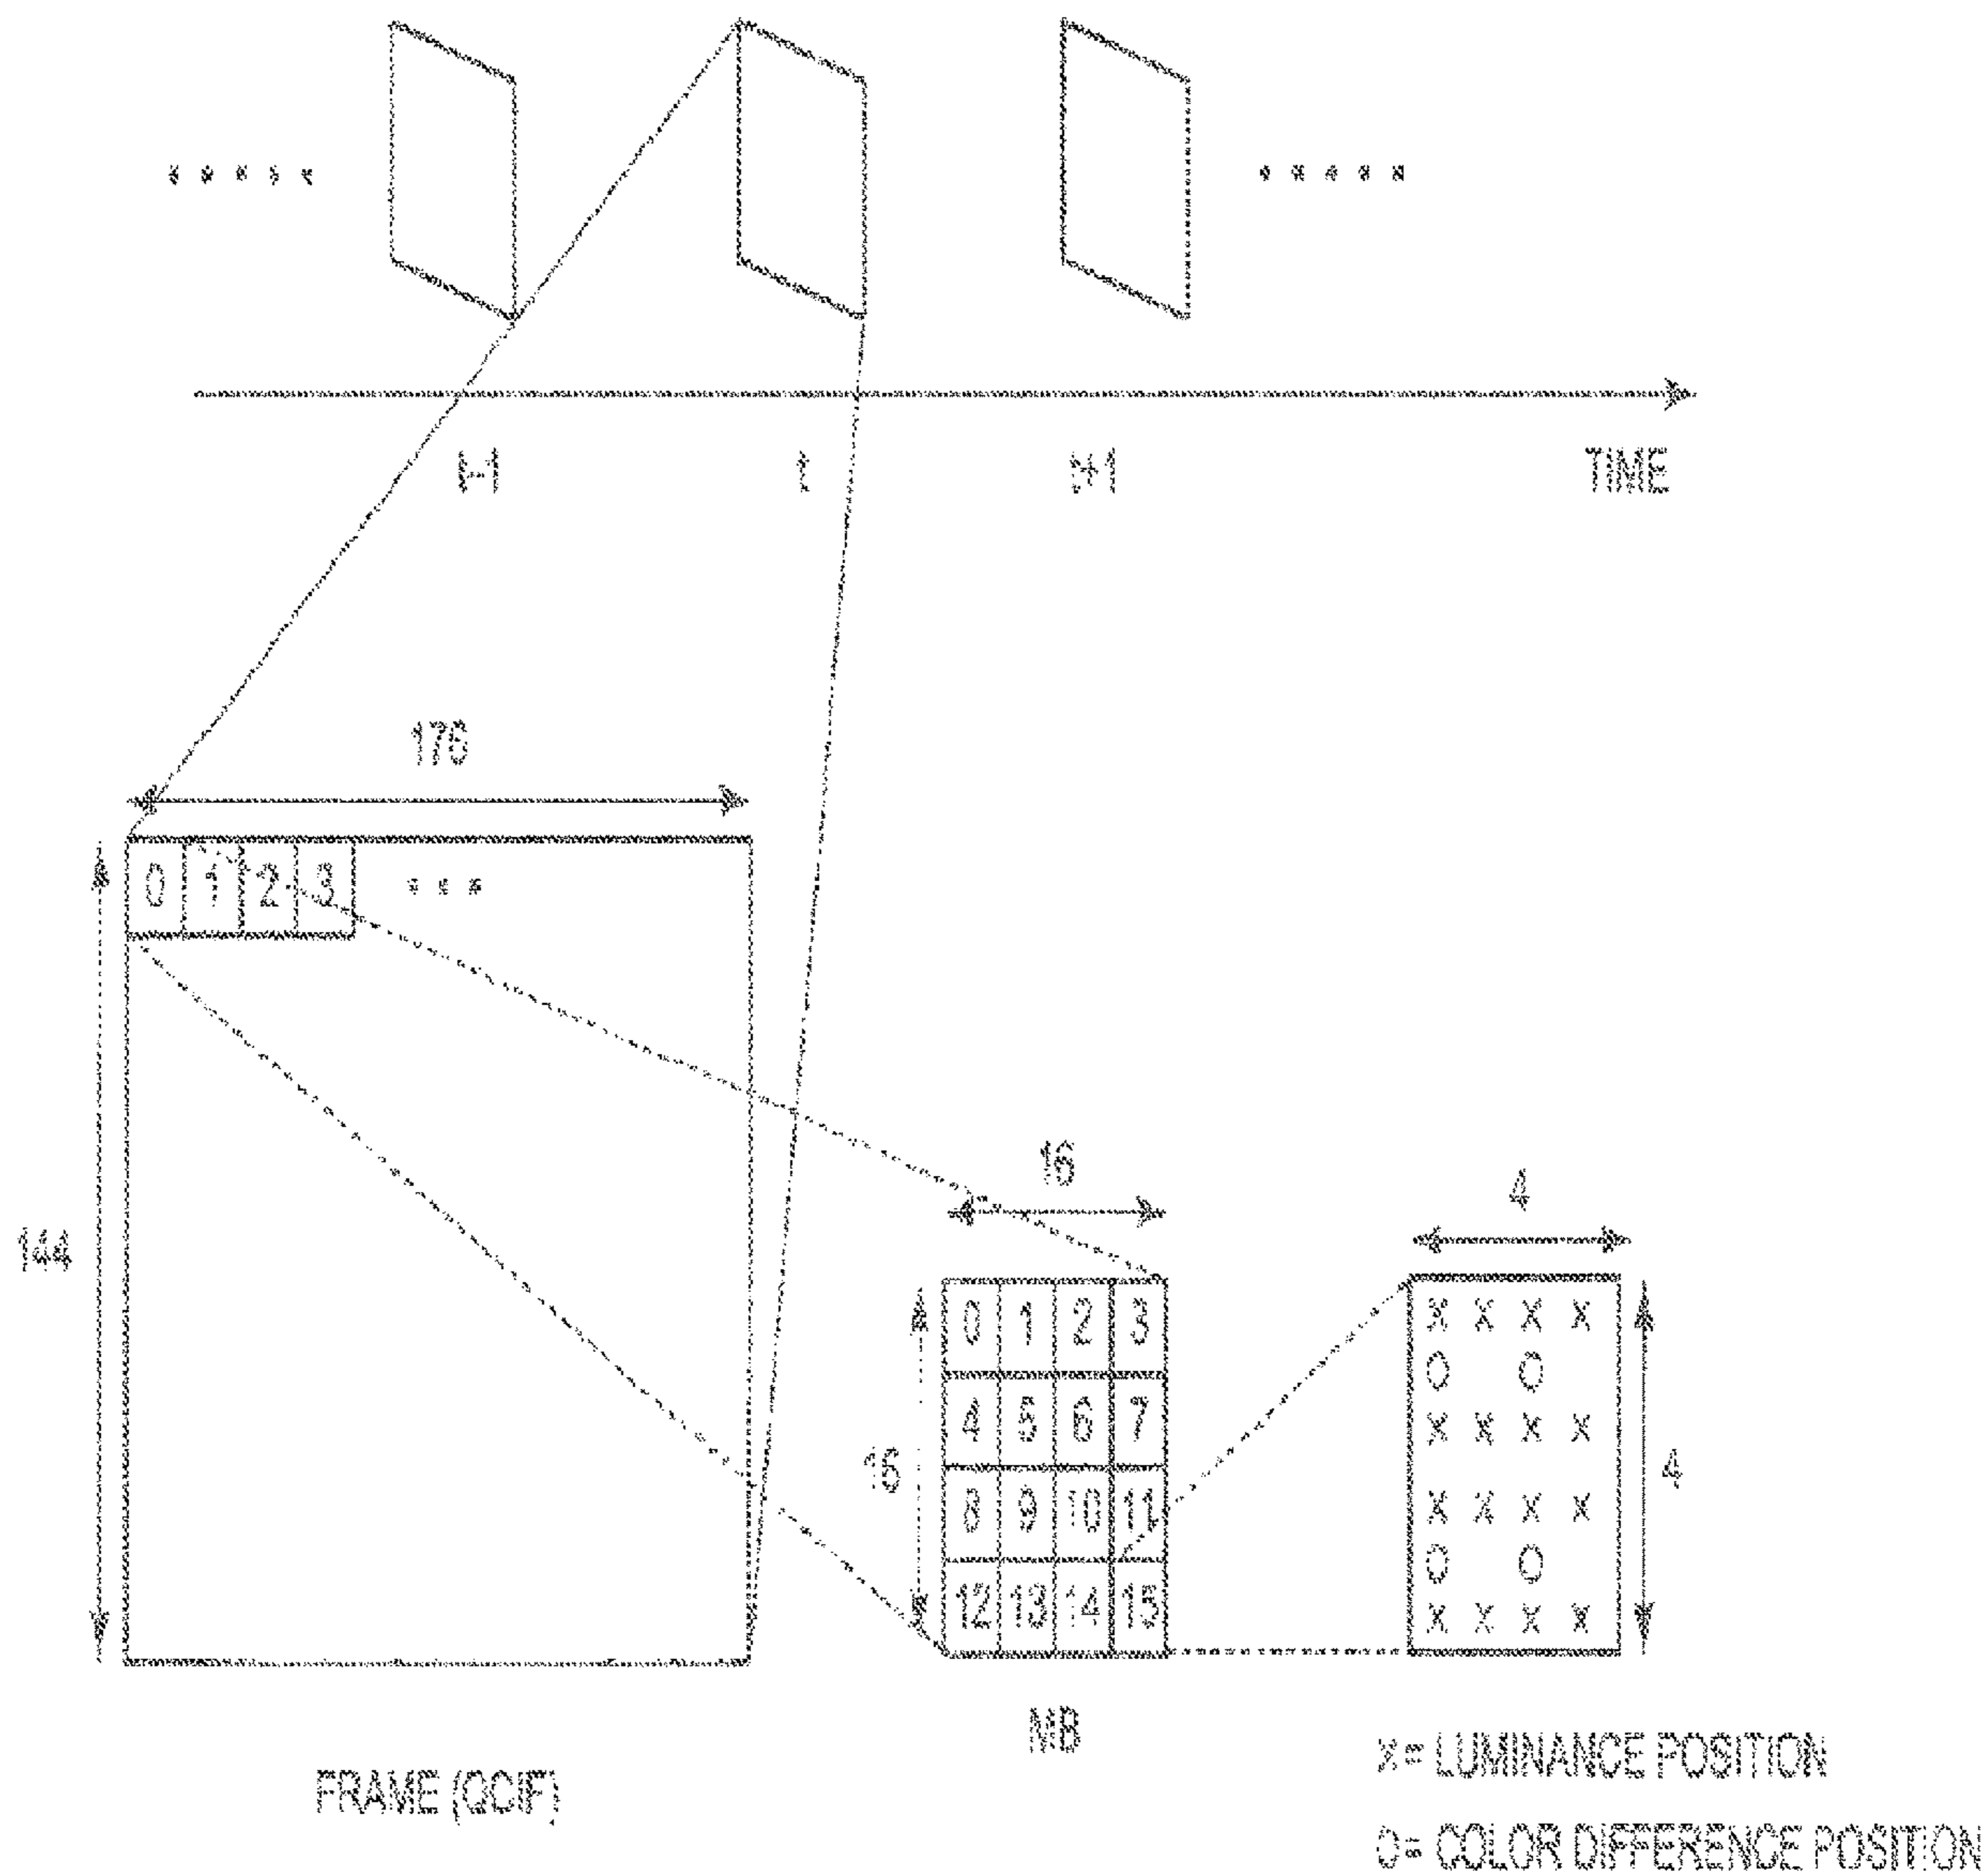 t-1 t t+1 TIME
176
0 1 2 3
144
16
4
0 1 2 3
4 5 6 7
16
8 9 10 11
12 13 14 15
X X X X
O O
X X X X
4
X X X X
O O
X X X X
MB
FRAME (QCIF)
X = LUMINANCE POSITION
O = COLOR DIFFERENCE POSITION